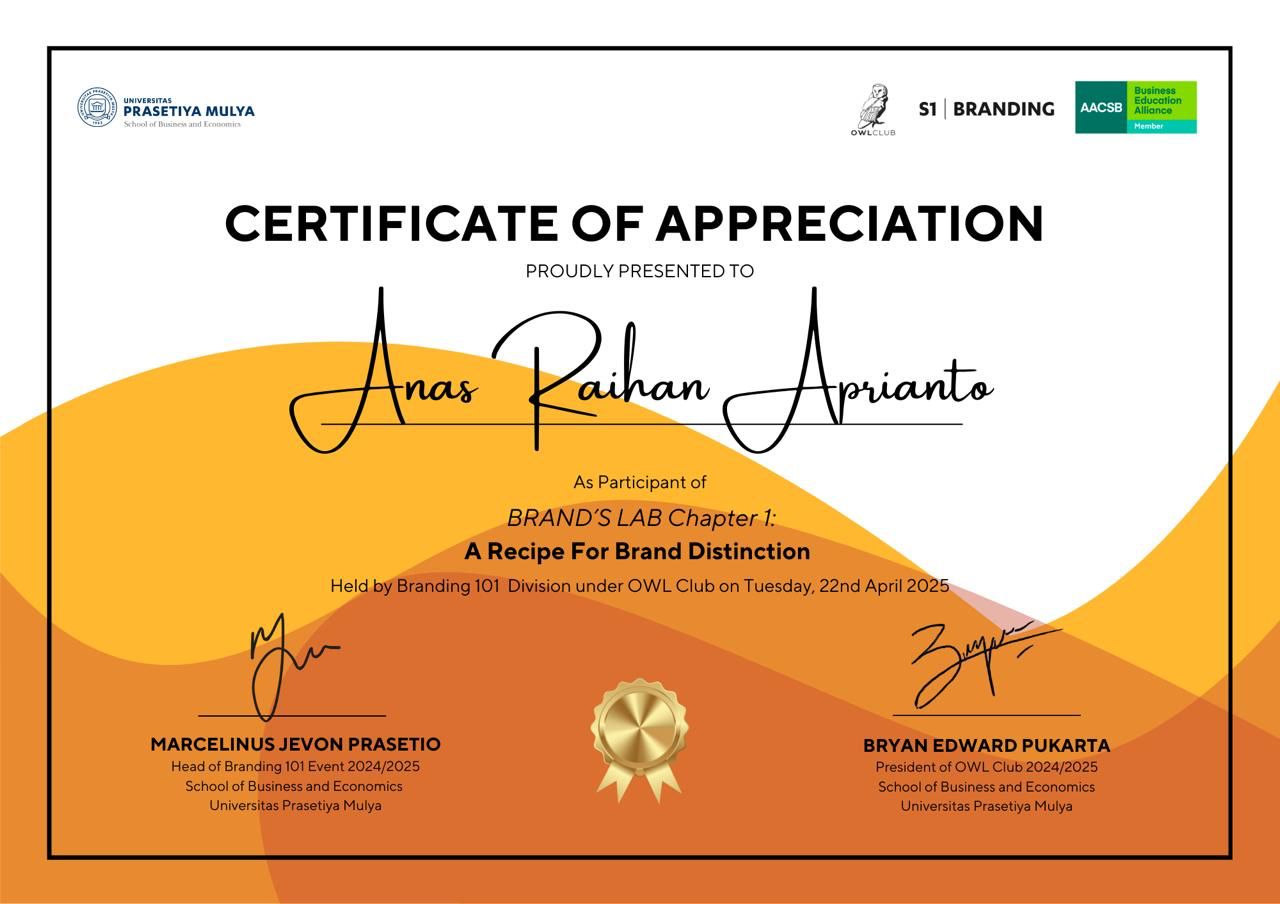 UNIVERSITAS
PRASETIYA MULYA
School of Business and Economics
OWLCLUB
S1 | BRANDING
AACSB
Business
Education
Alliance
Member
CERTIFICATE OF APPRECIATION
PROUDLY PRESENTED TO
Anas Raihan Aprianto
As Participant of
BRAND'S LAB Chapter 1:
A Recipe For Brand Distinction
Held by Branding 101 Division under OWL Club on Tuesday, 22nd April 2025
MARCELINUS JEVON PRASETIO
Head of Branding 101 Event 2024/2025
School of Business and Economics
Universitas Prasetiya Mulya
BRYAN EDWARD PUKARTA
President of OWL Club 2024/2025
School of Business and Economics
Universitas Prasetiya Mulya